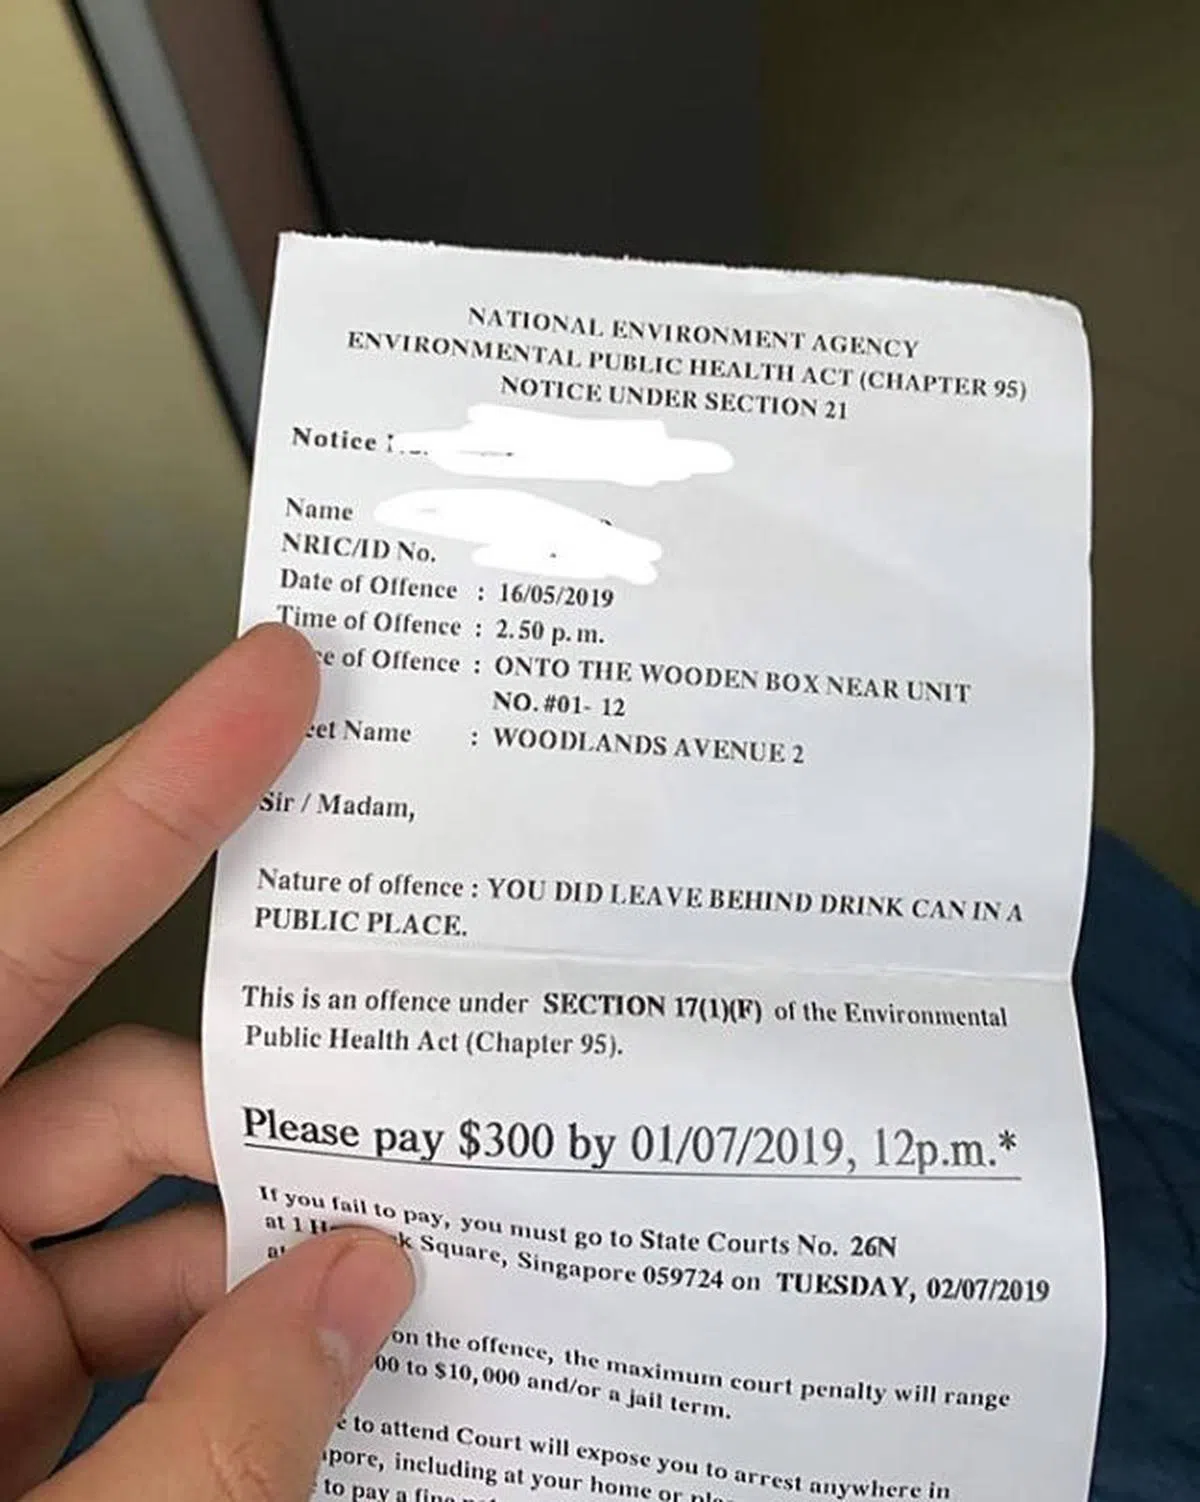 NATIONAL ENVIRONMENT AGENCY
ENVIRONMENTAL PUBLIC HEALTH ACT (CHAPTER 95)
NOTICE UNDER SECTION 21
Notice
Name
NRIC/ID No.
Date of Offence : 16/05/2019
Time of Offence : 2.50 p.m.
of Offence : ONTO THE WOODEN BOX NEAR UNIT
NO. #01- 12
Name : WOODLANDS AVENUE 2
Sir / Madam,
Nature of offence : YOU DID LEAVE BEHIND DRINK CAN IN A
PUBLIC PLACE.
This is an offence under SECTION 17(1)(F) of the Environmental
Public Health Act (Chapter 95).
Please pay $300 by 01/07/2019, 12p.m.*
If you fail to pay, you must go to State Courts No. 26N
at 1 Square, Singapore 059724 on TUESDAY, 02/07/2019
on the offence, the maximum court penalty will range
to $10,000 and/or a jail term.
to attend Court will expose you to arrest anywhere in
including at your home or
to pay a fine